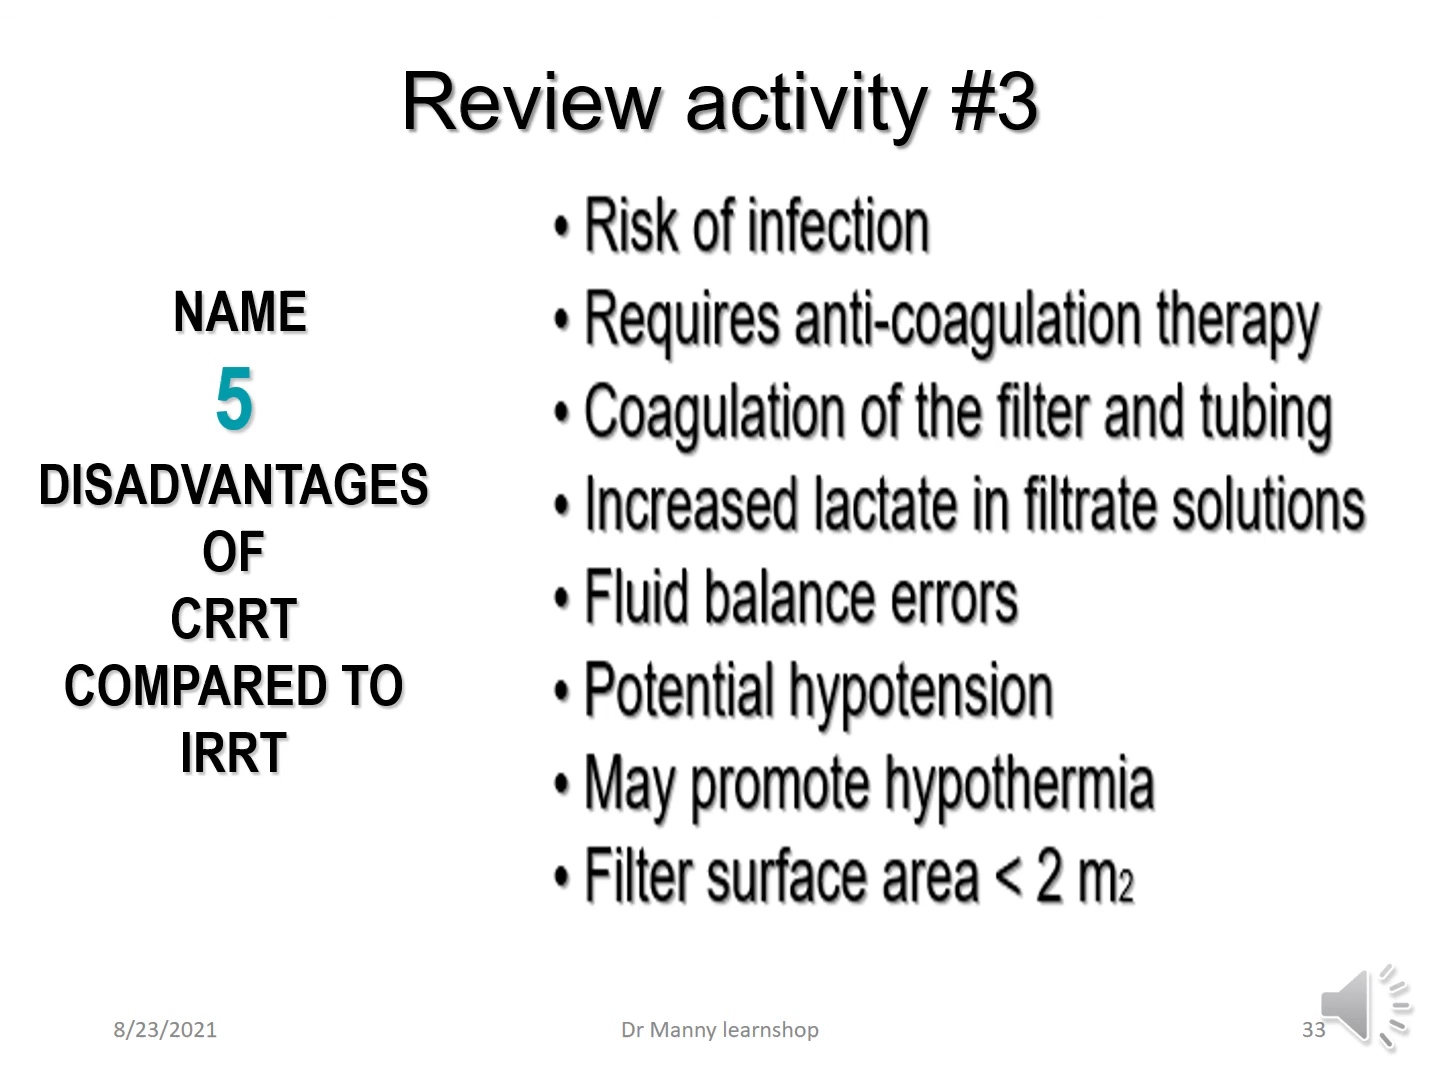 Review activity #3
NAME
5
DISADVANTAGES
OF
CRRT
COMPARED TO
IRRT
• Risk of infection
• Requires anti-coagulation therapy
• Coagulation of the filter and tubing
• Increased lactate in filtrate solutions
• Fluid balance errors
• Potential hypotension
• May promote hypothermia
• Filter surface area < 2 m₂
8/23/2021
Dr Manny learnshop
33